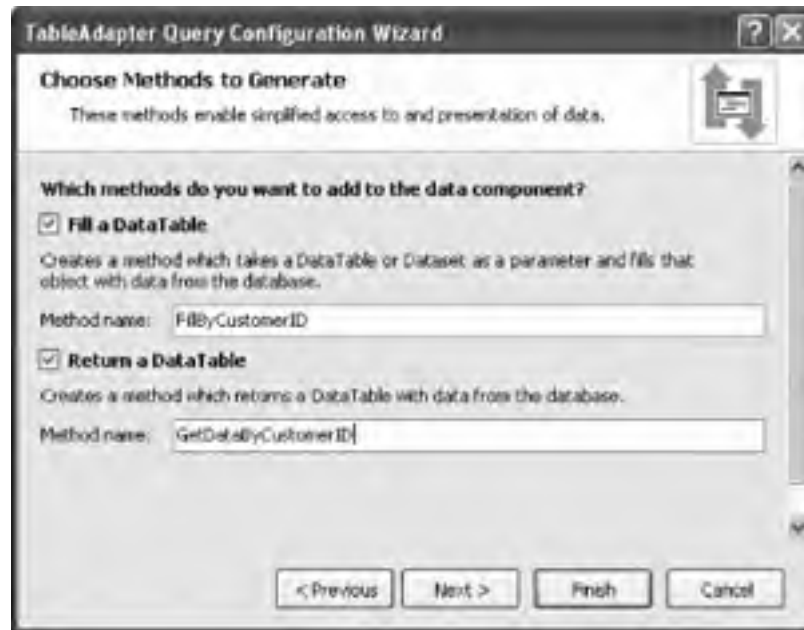 TableAdapter Query Configuration Wizard
Choose Methods to Generate
These methods enable simplified access to and presentation of data.
Which methods do you want to add to the data component?
Fill a DataTable
Creates a method which takes a DataTable or Dataset as a parameter and fills that
object with data from the database.
Method name: FillByCustomerID
Return a DataTable
Creates a method which returns a DataTable with data from the database.
Method name: GetDataByCustomerID
< Previous Next > Finish Cancel